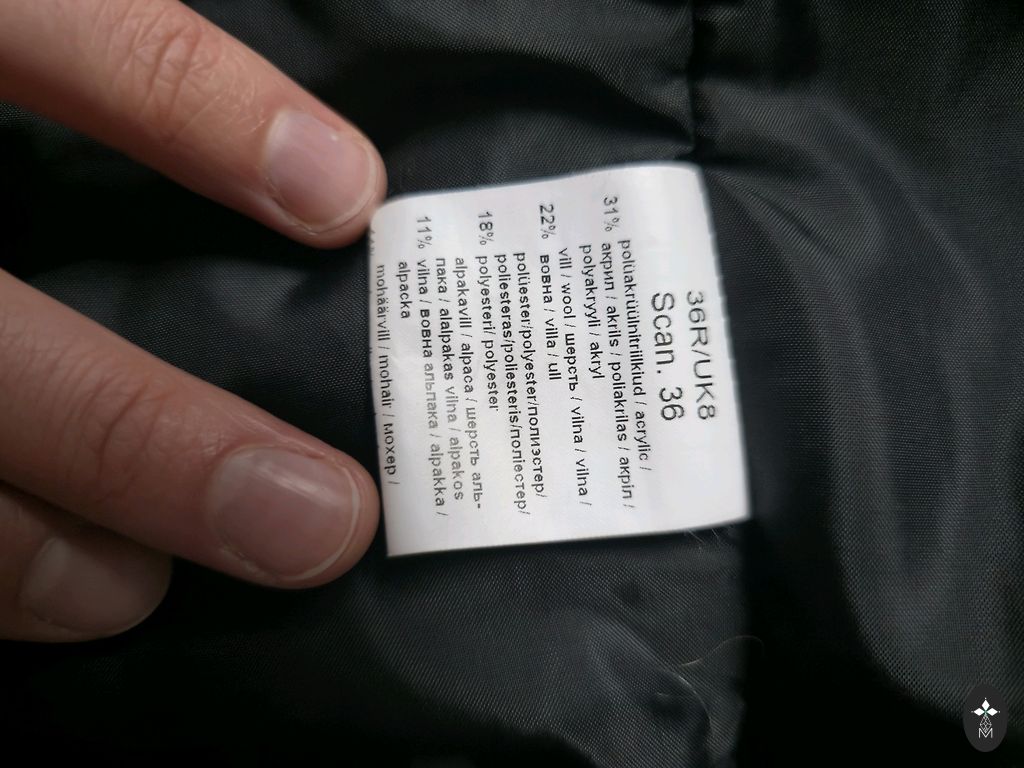 36R/UK8
Scan. 36
31% polüakrüülnitriilkiud / acrylic /
акрил / akrils / poliakrilas / акріл /
polyakryyli / akryl
22% vill / wool / шерсть / vilna / vilna /
вовна / villa / ull
18% polüester/polyester/полиэстер/
poliesteras/poliesteris/поліестер/
polyesteri/ polyester
11% alpakavill / alpaca / шерсть аль-
пака / alalpakas vilna / alpakos
vilna / вовна альпака / alpakka /
alpacka
mohäärvill / mohair / мохер /
M